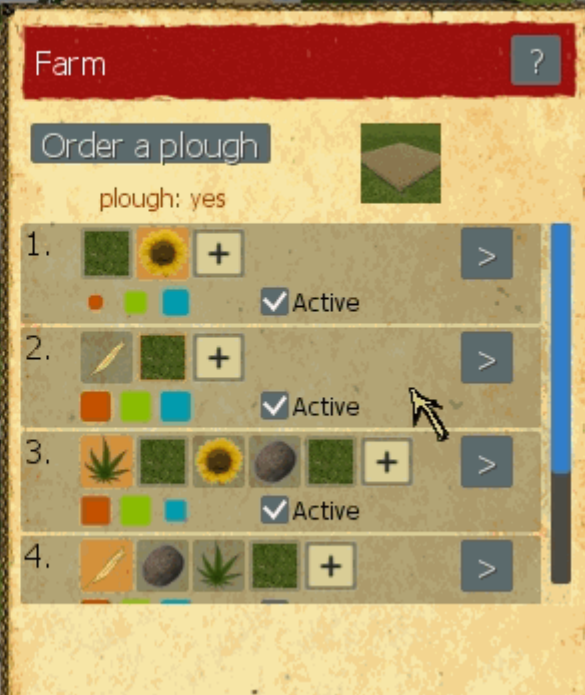 Farm
?
Order a plough
plough: yes
1.
+
>
Active
2.
+
>
Active
3.
+
>
Active
4.
+
>